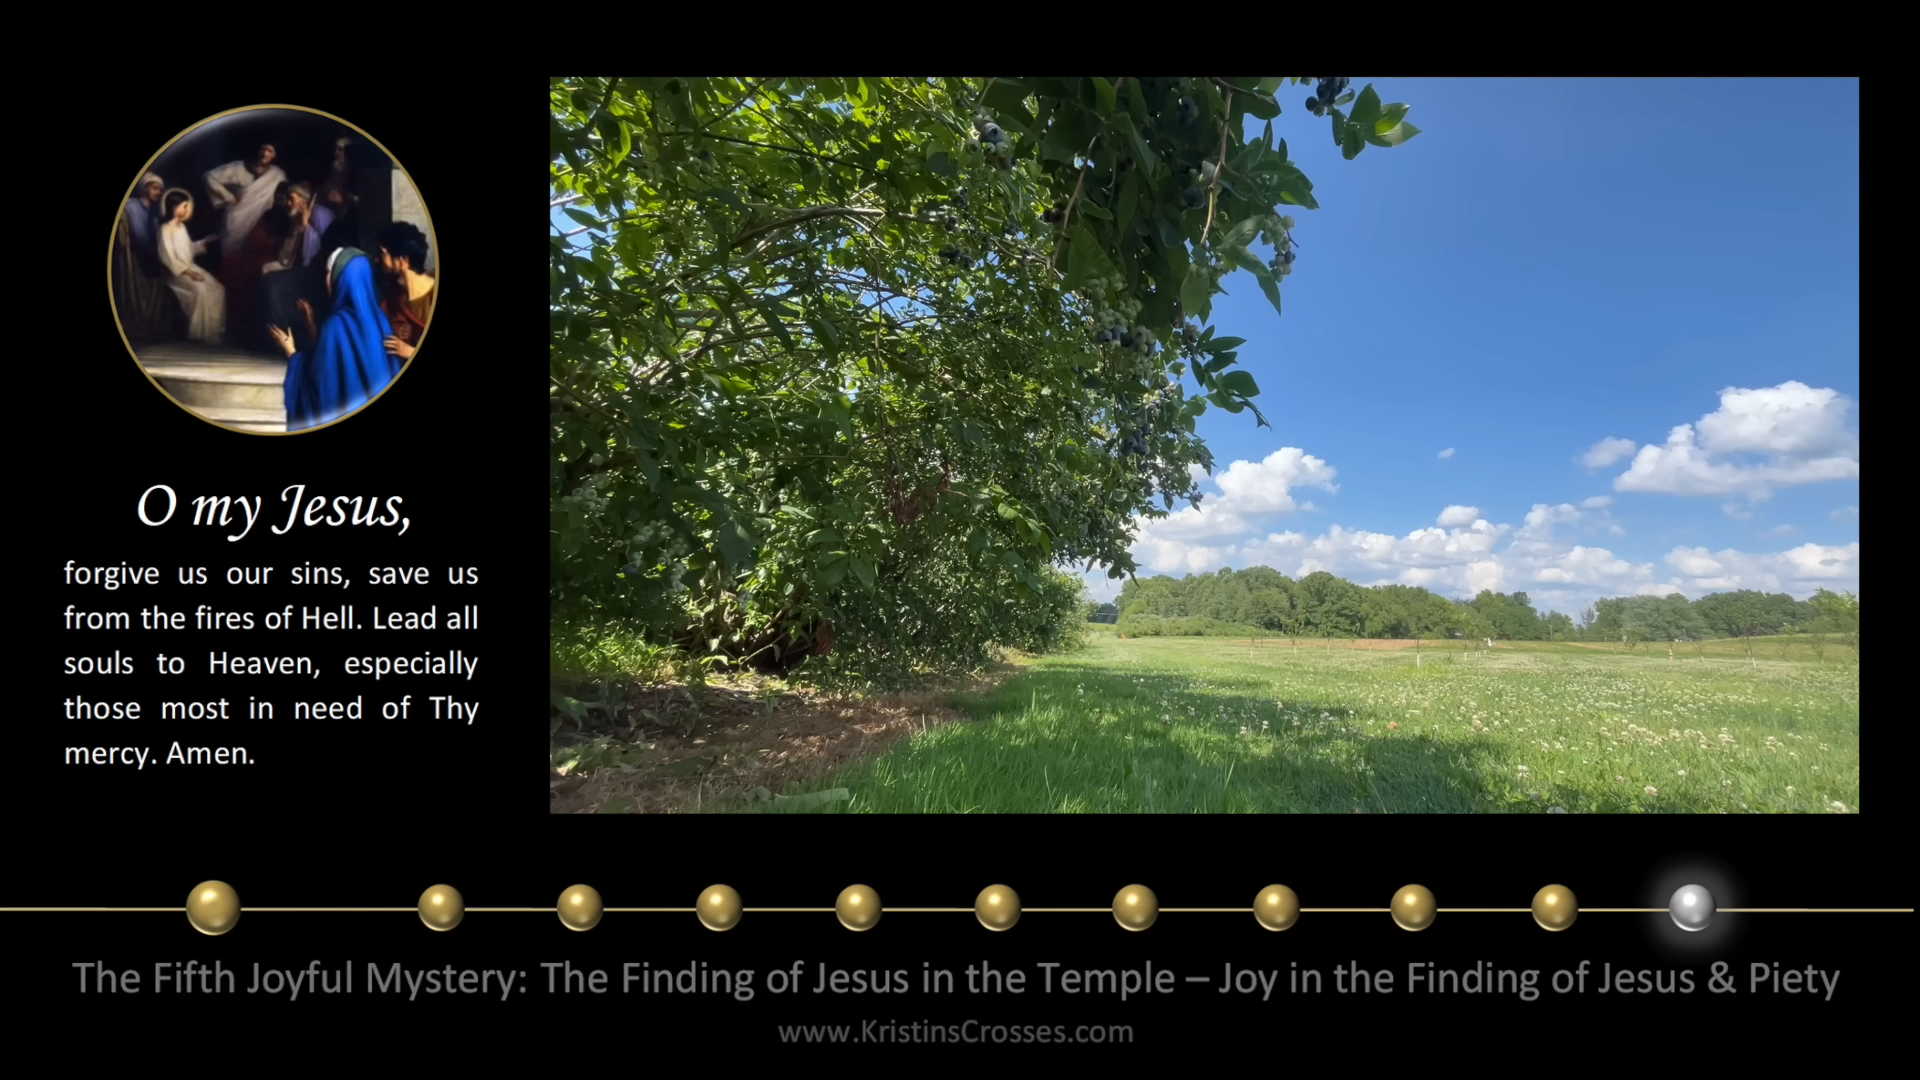 O my Jesus,
forgive us our sins, save us
from the fires of Hell. Lead all
souls to Heaven, especially
those most in need of Thy
mercy. Amen.
The Fifth Joyful Mystery: The Finding of Jesus in the Temple – Joy in the Finding of Jesus & Piety
www.KristinsCrosses.com